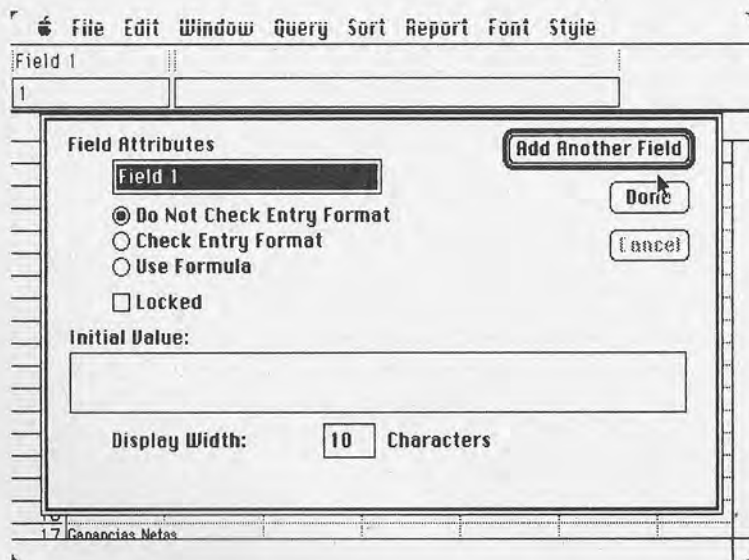 File Edit Window Query Sort Report Font Style
Field 1
1
Field Attributes
Add Another Field
Field 1
Done
Do Not Check Entry Format
Check Entry Format
Cancel
Use Formula
Locked
Initial Value:
Display Width: 10 Characters
17 Ganancias Netas